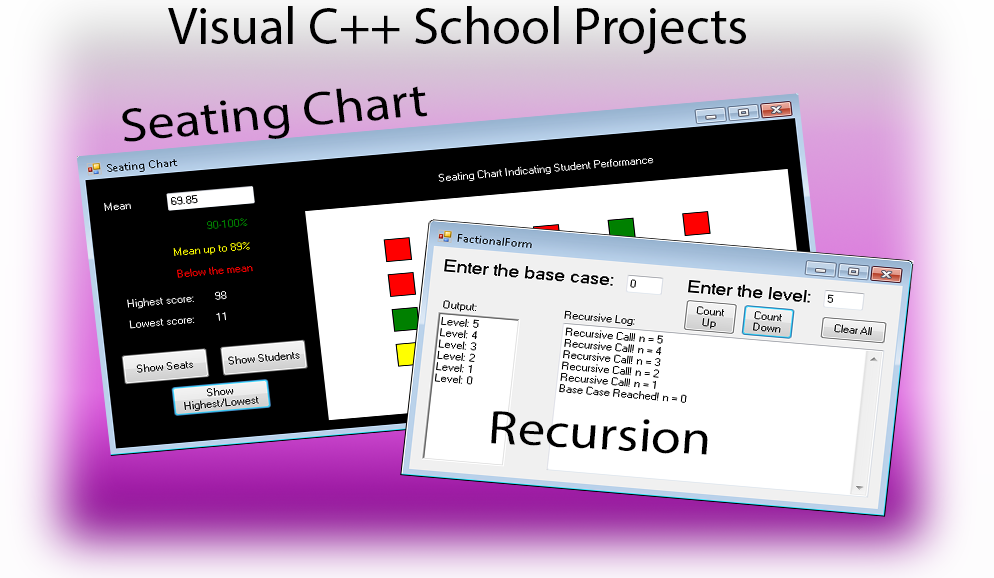 Visual C++ School Projects
Seating Chart
Seating Chart
Mean
69.85
90-100%
Mean up to 89%
Below the mean
Highest score: 98
Lowest score: 11
Show Seats
Show Students
Show
Highest/Lowest
Seating Chart Indicating Student Performance
FactionalForm
Enter the base case: 0
Enter the level: 5
Count
Up
Count
Down
Clear All
Output:
Level: 5
Level: 4
Level: 3
Level: 2
Level: 1
Level: 0
Recursive Log:
Recursive Call! n = 5
Recursive Call! n = 4
Recursive Call! n = 3
Recursive Call! n = 2
Recursive Call! n = 1
Base Case Reached! n = 0
Recursion